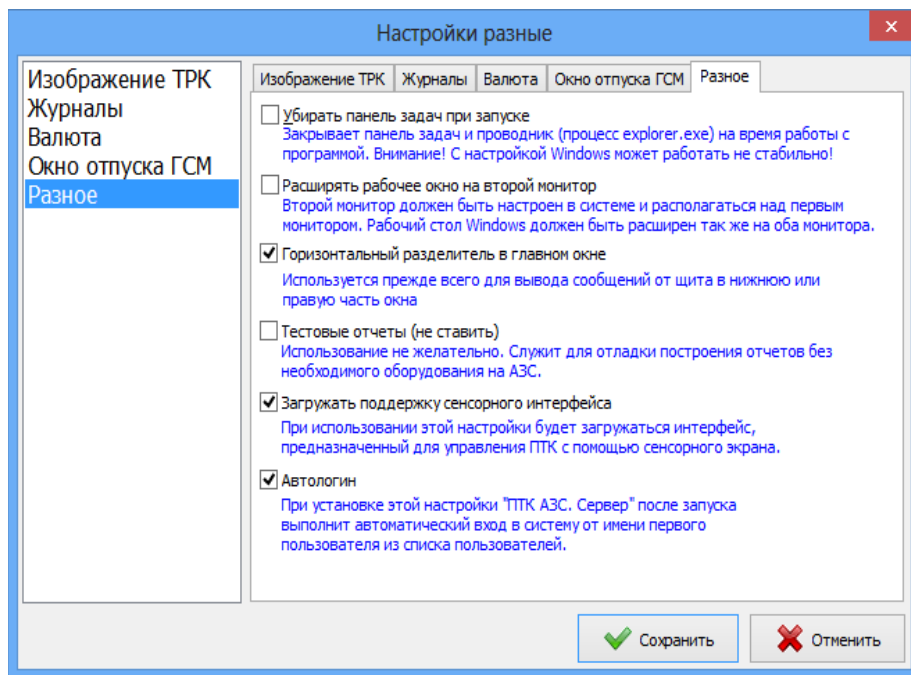 Настройки разные
Изображение ТРК
Журналы
Валюта
Окно отпуска ГСМ
Разное
Изображение ТРК Журналы Валюта Окно отпуска ГСМ Разное
Убирать панель задач при запуске
Закрывает панель задач и проводник (процесс explorer.exe) на время работы с
программой. Внимание! С настройкой Windows может работать не стабильно!
Расширять рабочее окно на второй монитор
Второй монитор должен быть настроен в системе и располагаться над первым
монитором. Рабочий стол Windows должен быть расширен так же на оба монитора.
Горизонтальный разделитель в главном окне
Используется прежде всего для вывода сообщений от щита в нижнюю или
правую часть окна
Тестовые отчеты (не ставить)
Использование не желательно. Служит для отладки построения отчетов без
необходимого оборудования на АЗС.
Загружать поддержку сенсорного интерфейса
При использовании этой настройки будет загружаться интерфейс,
предназначенный для управления ПТК с помощью сенсорного экрана.
Автологин
При установке этой настройки "ПТК АЗС. Сервер" после запуска
выполнит автоматический вход в систему от имени первого
пользователя из списка пользователей.
Сохранить Отменить